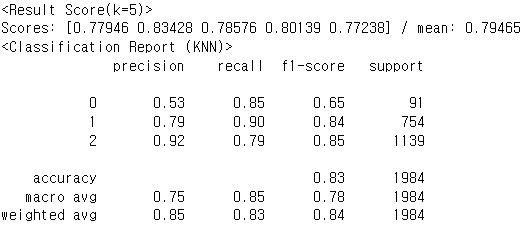 <Result Score(k=5)>
Scores: [0.77946 0.83428 0.78576 0.80139 0.77238] / mean: 0.79465
<Classification Report (KNN)>
precision recall f1-score support
0 0.53 0.85 0.65 91
1 0.79 0.90 0.84 754
2 0.92 0.79 0.85 1139
accuracy 0.83 1984
macro avg 0.75 0.85 0.78 1984
weighted avg 0.85 0.83 0.84 1984